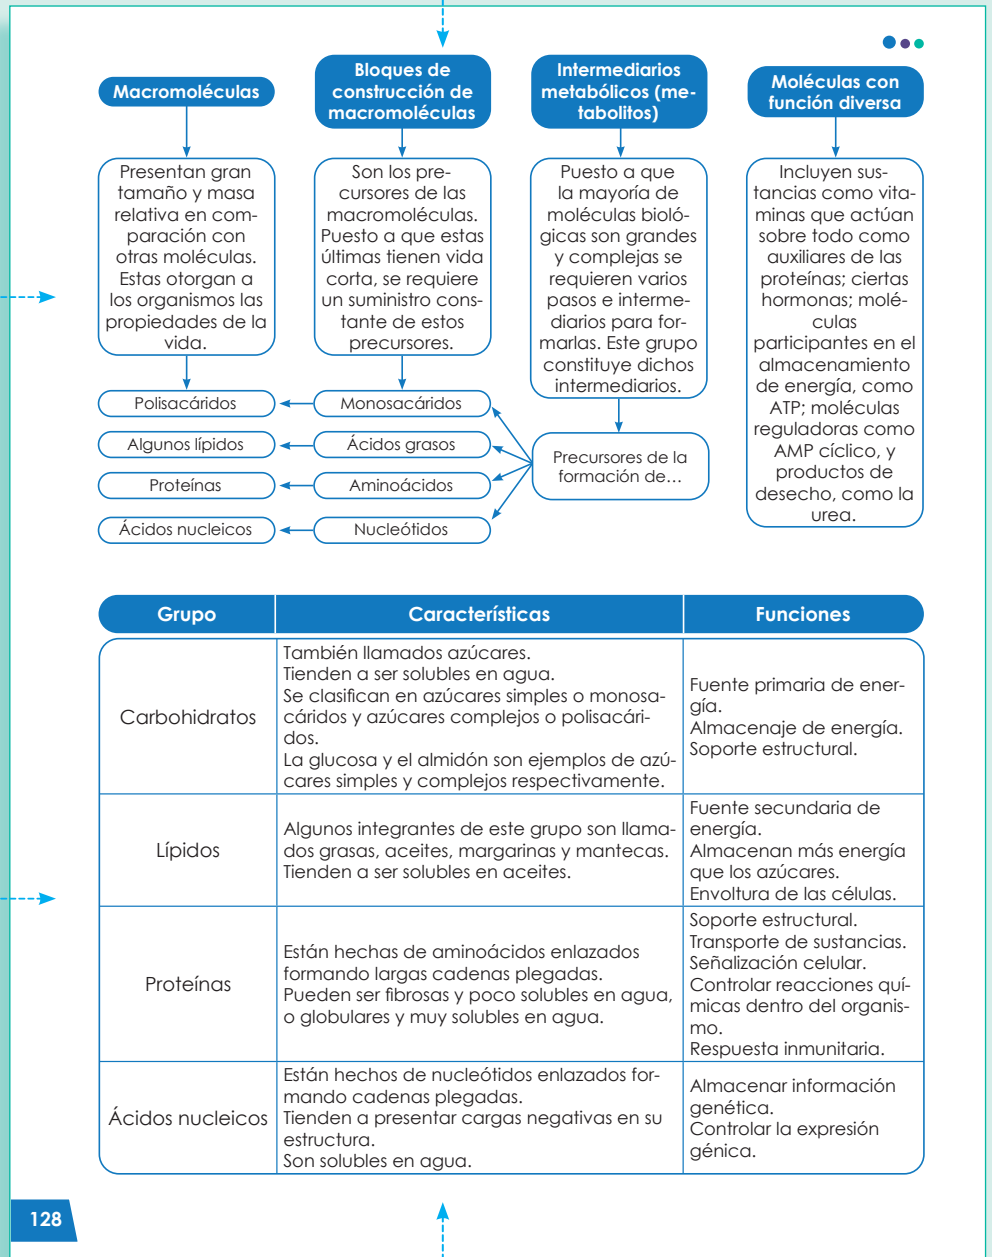 Macromoléculas
Presentan gran
tamaño y masa
relativa en com-
paración con
otras moléculas.
Estas otorgan a
los organismos las
propiedades de la
vida.
Bloques de
construcción de
macromoléculas
Son los pre-
cursores de las
macromoléculas.
Puesto a que estas
últimas tienen vida
corta, se requiere
un suministro cons-
tante de estos
precursores.
Intermediarios
metabólicos (me-
tabolitos)
Puesto a que
la mayoría de
moléculas bioló-
gicas son grandes
y complejas se
requieren varios
pasos e interme-
diarios para for-
marlas. Este grupo
constituye dichos
intermediarios.
Moléculas con
función diversa
Incluyen sus-
tancias como vita-
minas que actúan
sobre todo como
auxiliares de las
proteínas; ciertas
hormonas; molé-
culas
participantes en el
almacenamiento
de energía, como
ATP; moléculas
reguladoras como
AMP cíclico, y
productos de
desecho, como la
urea.
Polisacáridos
Monosacáridos
Algunos lípidos
Ácidos grasos
Proteínas
Aminoácidos
Ácidos nucleicos
Nucleótidos
Precursores de la
formación de...
Grupo
Características
Funciones
Carbohidratos
También llamados azúcares.
Tienden a ser solubles en agua.
Se clasifican en azúcares simples o monosa-
cáridos y azúcares complejos o polisacári-
dos.
La glucosa y el almidón son ejemplos de azú-
cares simples y complejos respectivamente.
Fuente primaria de ener-
gía.
Almacenaje de energía.
Soporte estructural.
Lípidos
Algunos integrantes de este grupo son llama-
dos grasas, aceites, margarinas y mantecas.
Tienden a ser solubles en aceites.
Fuente secundaria de
energía.
Almacenan más energía
que los azúcares.
Envoltura de las células.
Proteínas
Están hechas de aminoácidos enlazados
formando largas cadenas plegadas.
Pueden ser fibrosas y poco solubles en agua,
o globulares y muy solubles en agua.
Soporte estructural.
Transporte de sustancias.
Señalización celular.
Controlar reacciones quí-
micas dentro del organis-
mo.
Respuesta inmunitaria.
Ácidos nucleicos
Están hechos de nucleótidos enlazados for-
mando cadenas plegadas.
Tienden a presentar cargas negativas en su
estructura.
Son solubles en agua.
Almacenar información
genética.
Controlar la expresión
génica.
128